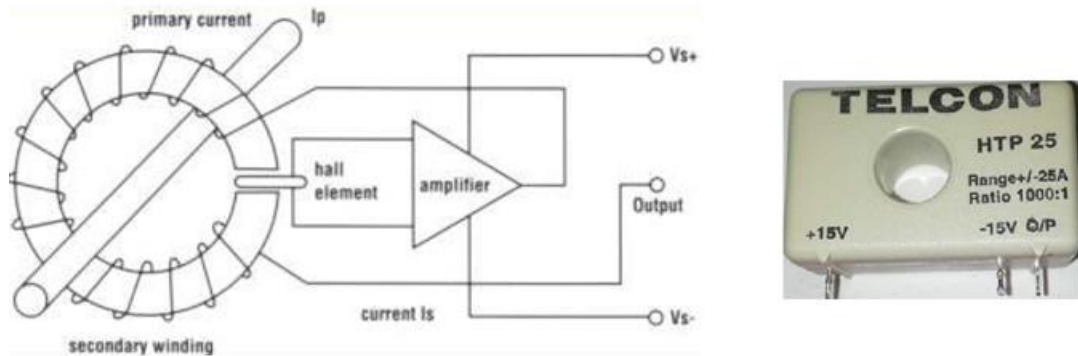 primary current
Ip
Vs+
hall
element
amplifier
Output
current Is
Vs-
secondary winding
TELCON
HTP 25
Range+/-25A
Ratio 1000:1
+15V
-15V O/P